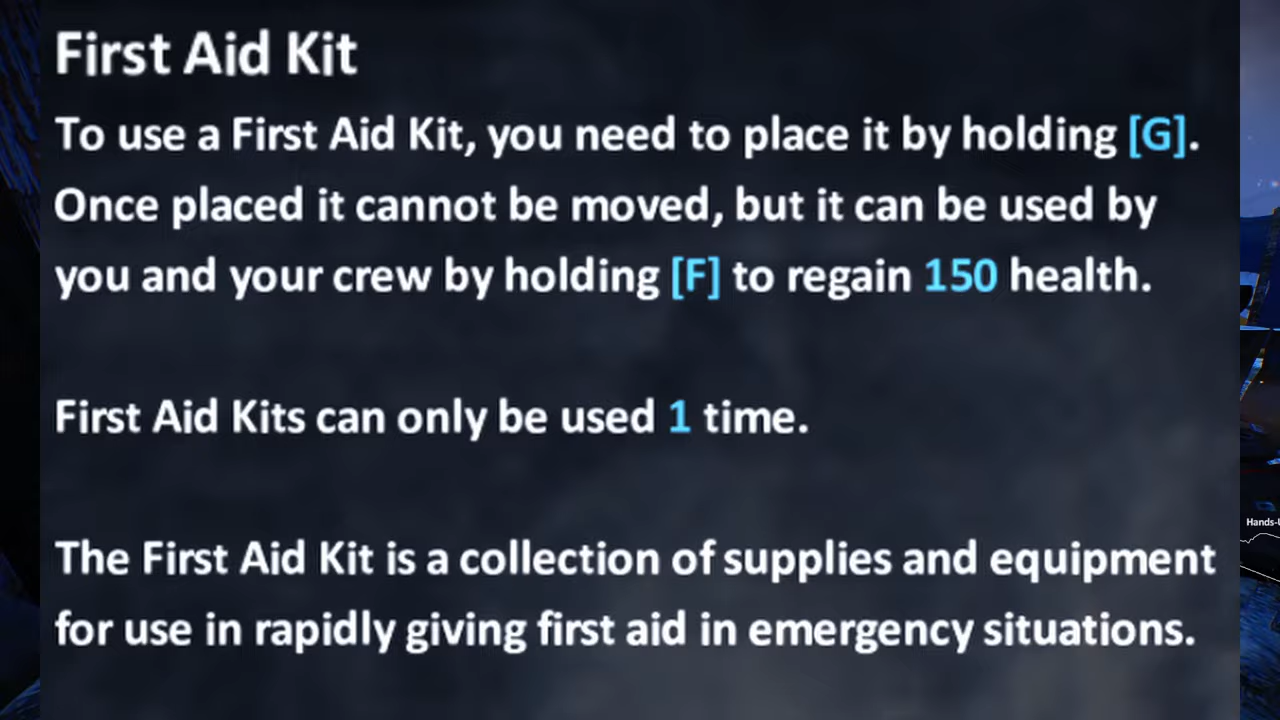 First Aid Kit
To use a First Aid Kit, you need to place it by holding [G].
Once placed it cannot be moved, but it can be used by
you and your crew by holding [F] to regain 150 health.
First Aid Kits can only be used 1 time.
The First Aid Kit is a collection of supplies and equipment
for use in rapidly giving first aid in emergency situations.